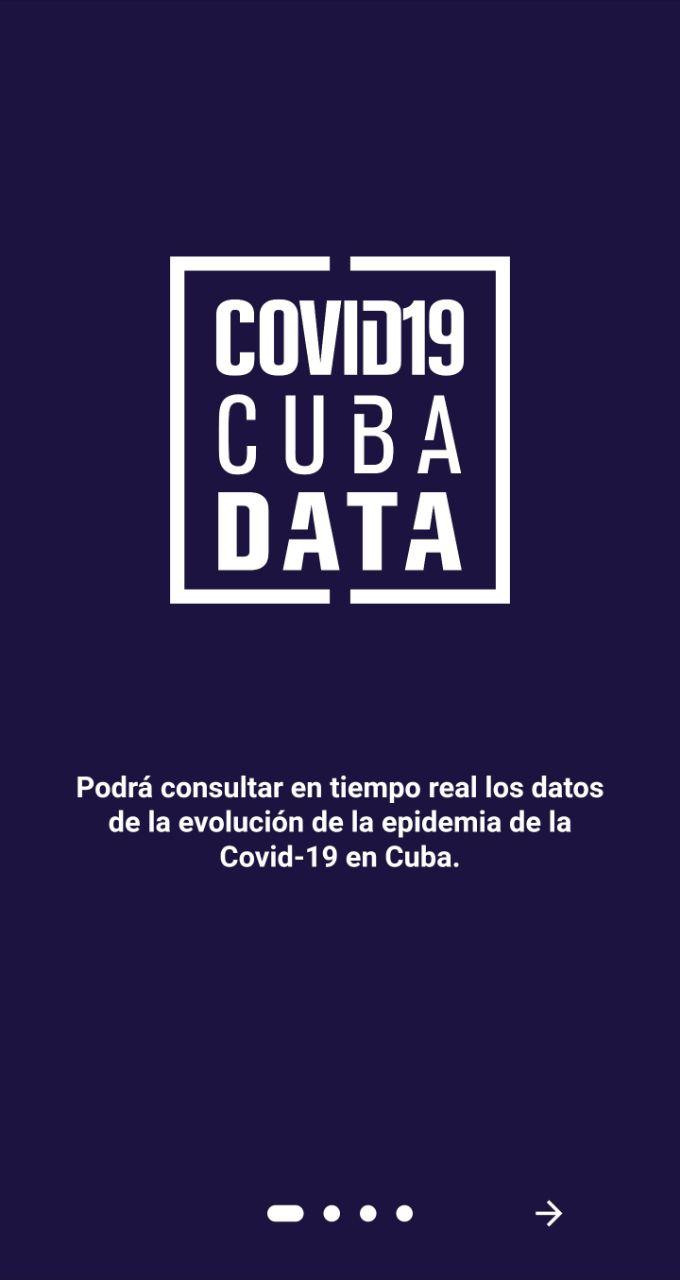 COVID19
CUBA
DATA
Podrá consultar en tiempo real los datos
de la evolución de la epidemia de la
Covid-19 en Cuba.